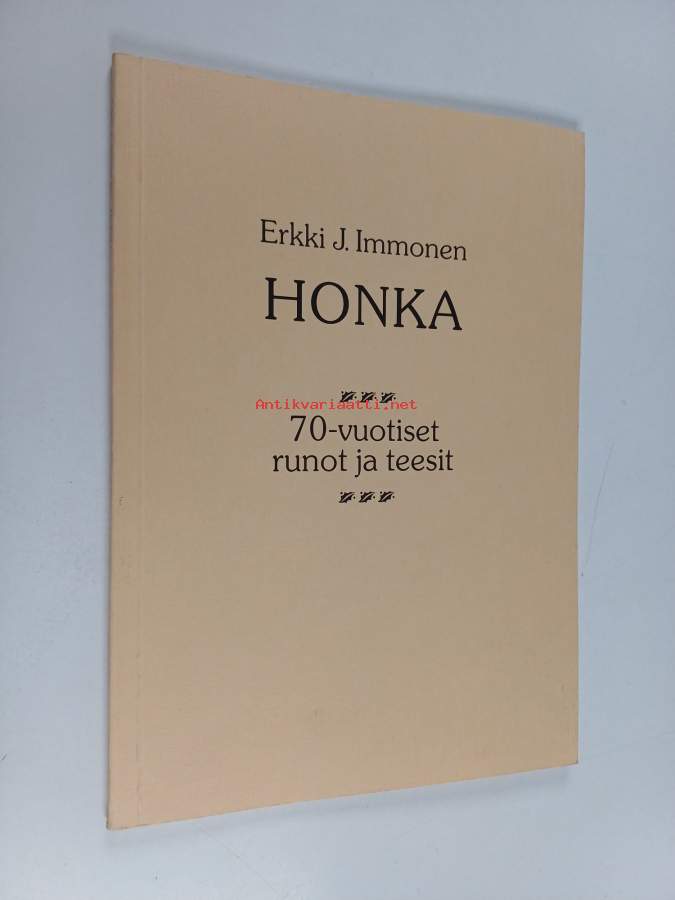 Erkki J. Immonen
HONKA
Antikvariaatti.net
70-vuotiset
runot ja teesit